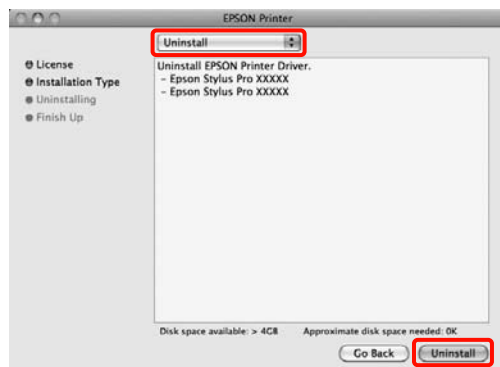 EPSON Printer
Uninstall
License
Installation Type
Uninstalling
Finish Up
Uninstall EPSON Printer Driver.
- Epson Stylus Pro XXXXX
- Epson Stylus Pro XXXXX
Disk space available: > 4GB Approximate disk space needed: 0K
Go Back Uninstall